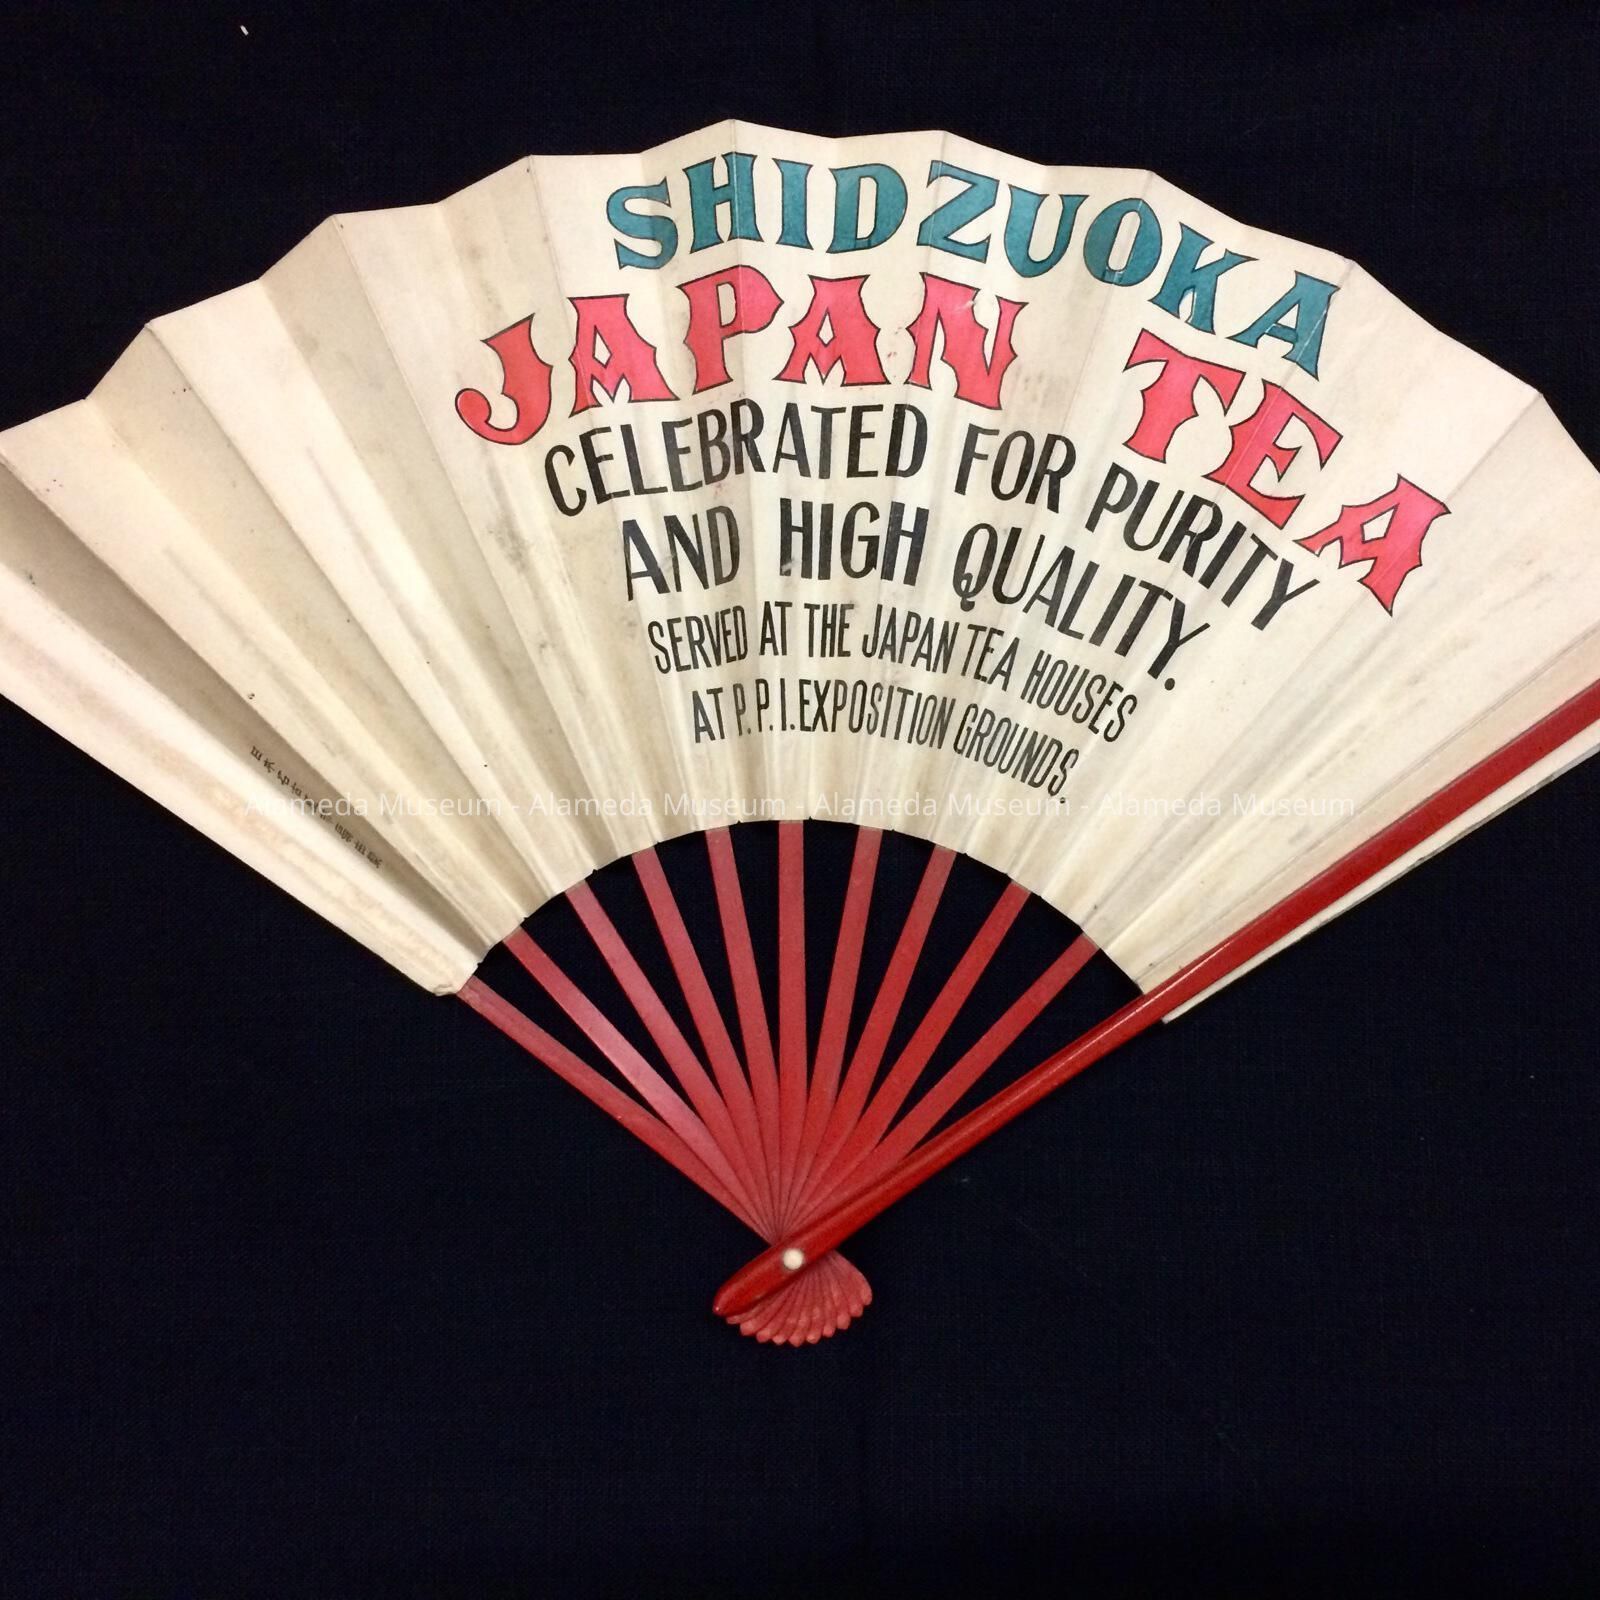 SHIDZUOKA
JAPAN TEA
CELEBRATED FOR PURITY
AND HIGH QUALITY.
SERVED AT THE JAPAN TEA HOUSES
AT P.P.I.EXPOSITION GROUNDS.
Alameda Museum - Alameda Museum - Alameda Museum - Alameda Museum